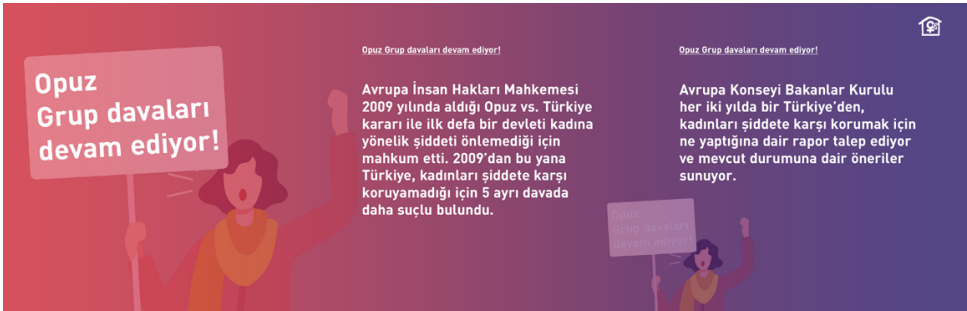 Opuz
Grup davaları
devam ediyor!
Opuz Grup davaları devam ediyor!
Avrupa İnsan Hakları Mahkemesi
2009 yılında aldığı Opuz vs. Türkiye
kararı ile ilk defa bir devleti kadına
yönelik şiddeti önlemediği için
mahkum etti. 2009'dan bu yana
Türkiye, kadınları şiddete karşı
koruyamadığı için 5 ayrı davada
daha suçlu bulundu.
Opuz Grup davaları devam ediyor!
Avrupa Konseyi Bakanlar Kurulu
her iki yılda bir Türkiye'den,
kadınları şiddete karşı korumak için
ne yaptığına dair rapor talep ediyor
ve mevcut durumuna dair öneriler
sunuyor.
Opuz
Grup davaları
devam ediyor!